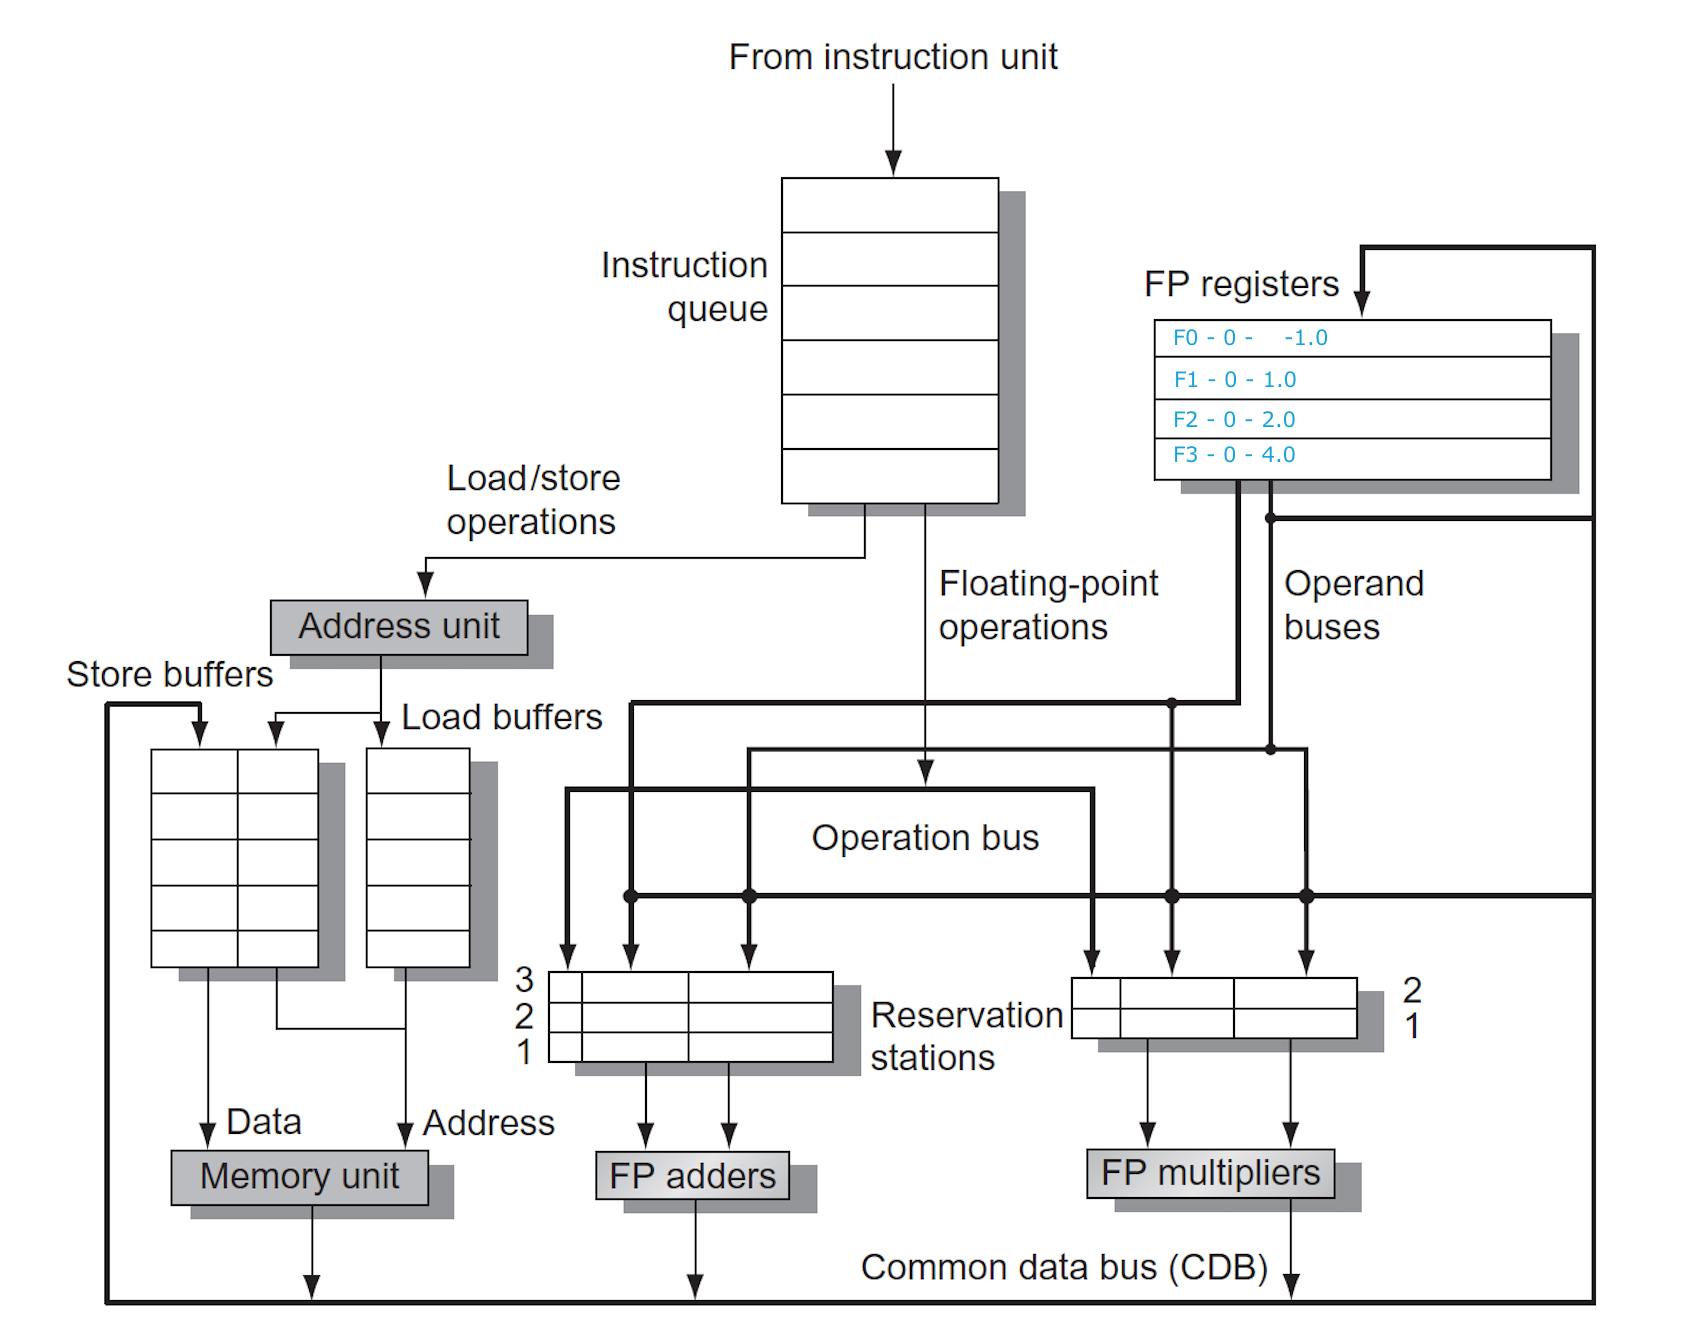 From instruction unit
Instruction
queue
FP registers
F0 - 0 -    -1.0
F1 - 0 - 1.0
F2 - 0 - 2.0
F3 - 0 - 4.0
Load/store
operations
Floating-point
operations
Operand
buses
Address unit
Store buffers
Load buffers
Operation bus
3
2
1
Reservation
stations
2
1
Data
Address
Memory unit
FP adders
FP multipliers
Common data bus (CDB)